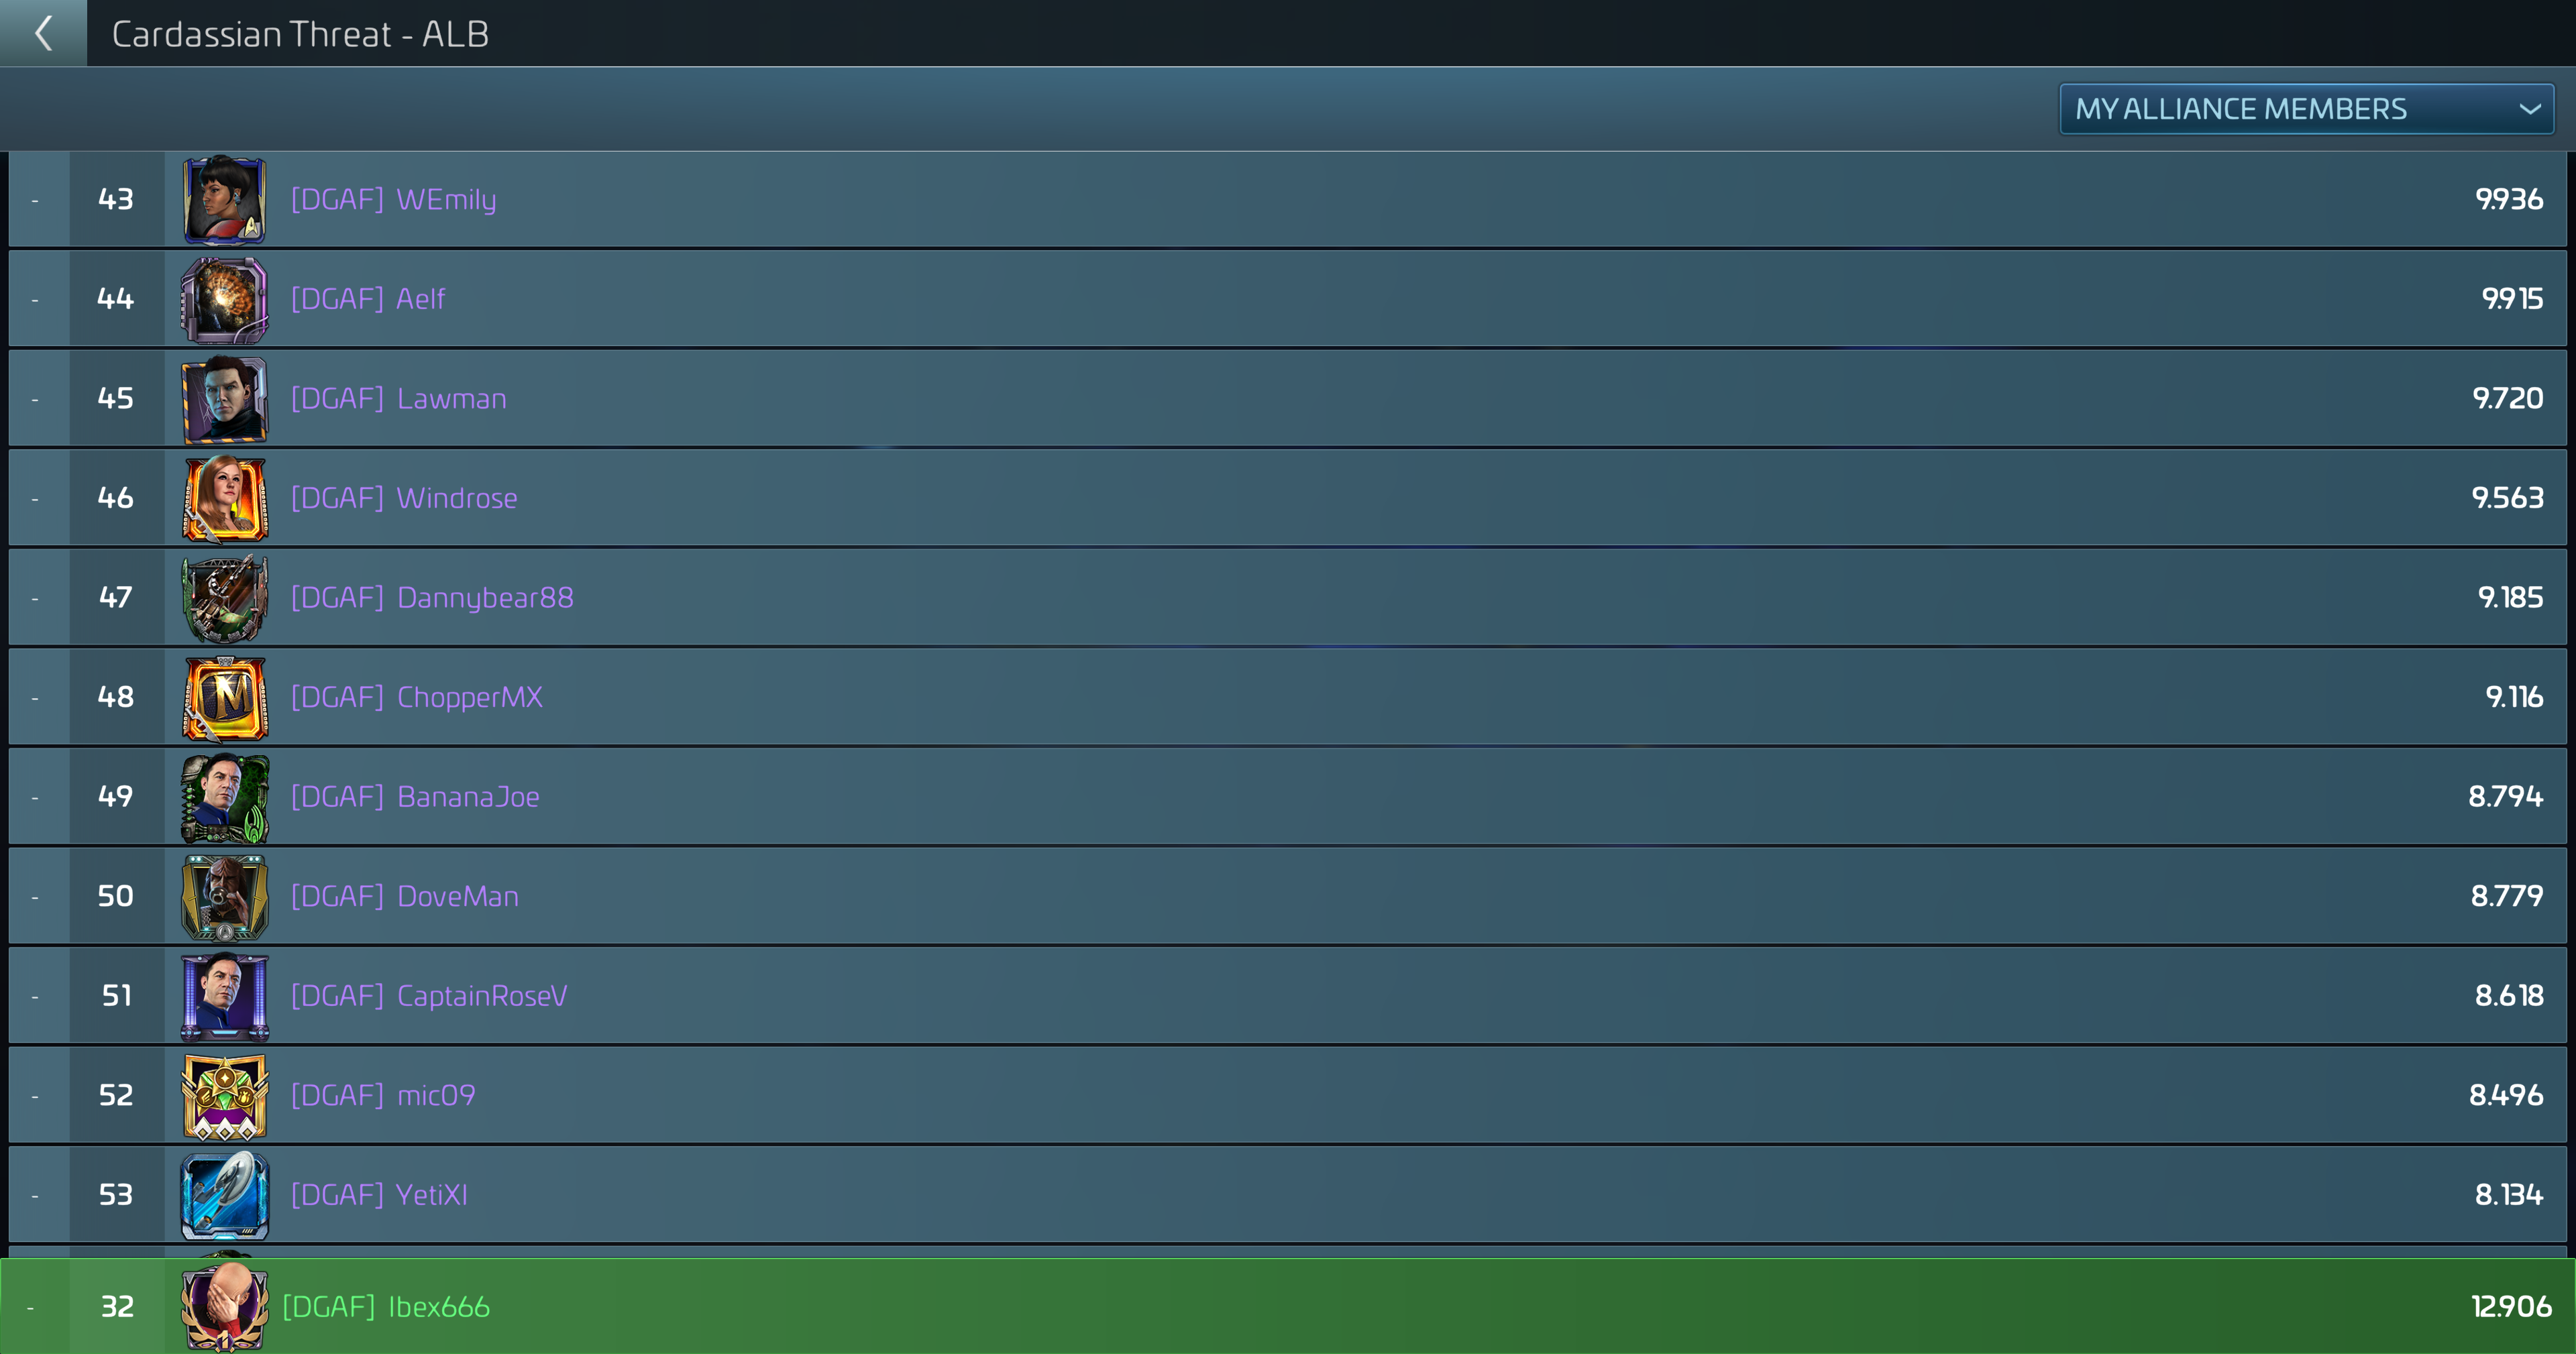 Cardassian Threat - ALB
MY ALLIANCE MEMBERS
- 43 [DGAF] WEmily 9.936
- 44 [DGAF] Aelf 9.915
- 45 [DGAF] Lawman 9.720
- 46 [DGAF] Windrose 9.563
- 47 [DGAF] Dannybear88 9.185
- 48 M [DGAF] ChopperMX 9.116
- 49 [DGAF] BananaJoe 8.794
- 50 [DGAF] DoveMan 8.779
- 51 [DGAF] CaptainRoseV 8.618
- 52 [DGAF] mic09 8.496
- 53 [DGAF] YetiXI 8.134
- 32 1 [DGAF] Ibex666 12.906